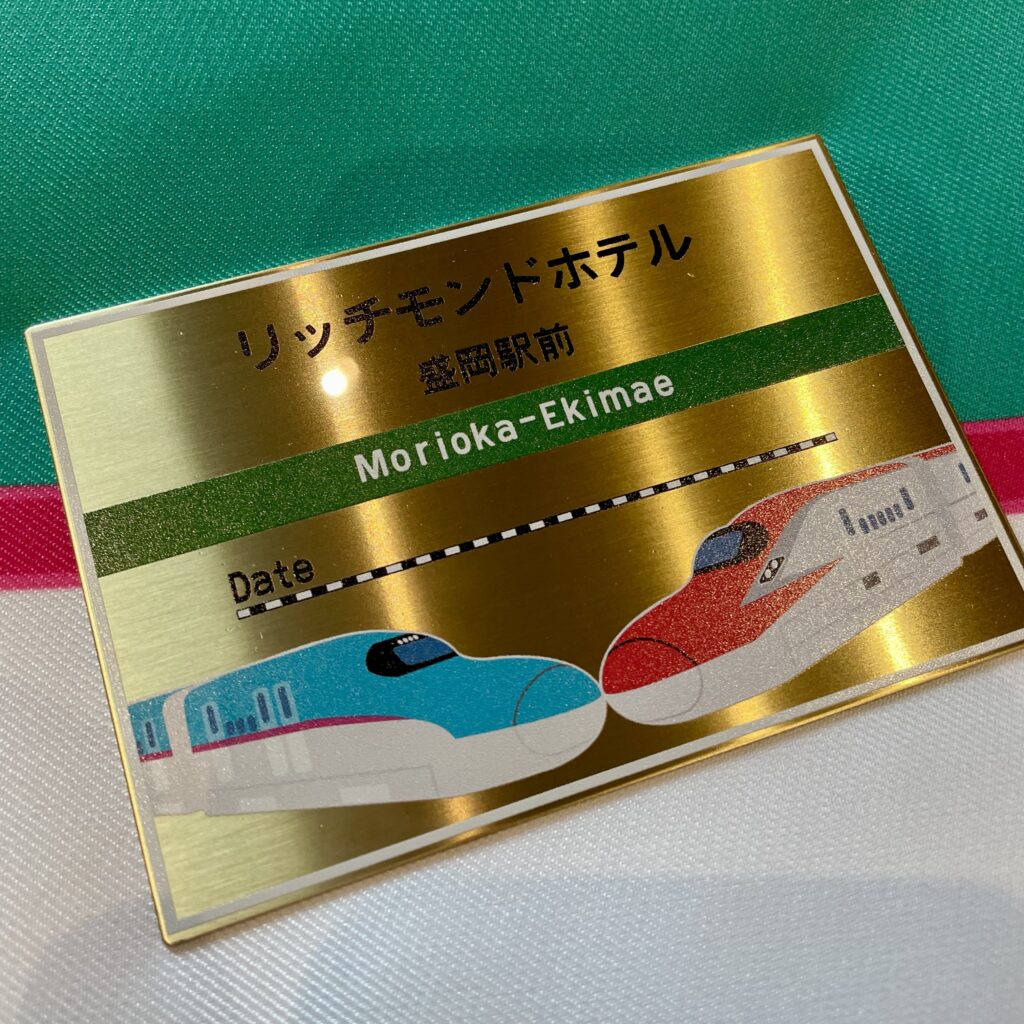 リッチモンドホテル
盛岡駅前
Morioka-Ekimae
Date